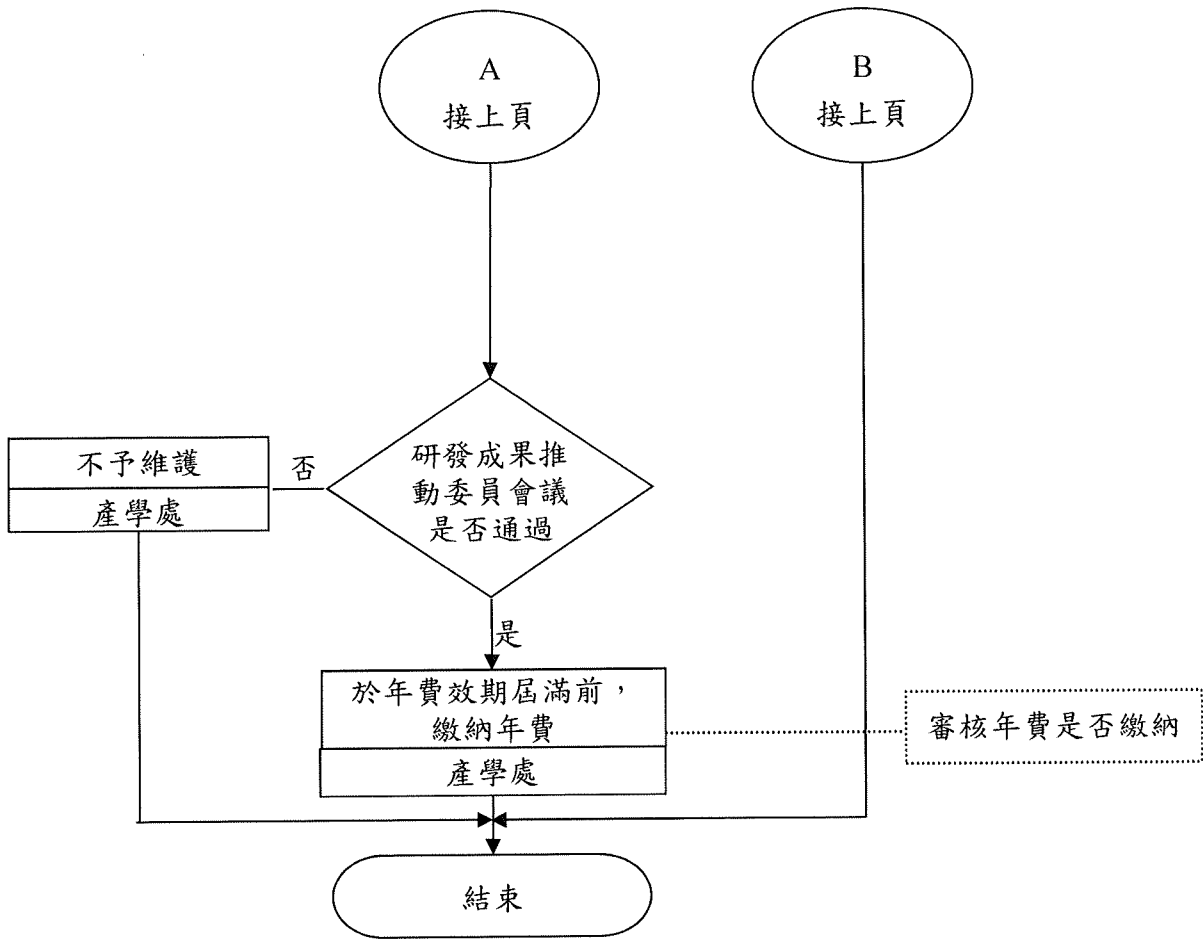 A
接上頁
B
接上頁
研發成果推
動委員會議
是否通過
否
不予維護
產學處
是
於年費效期屆滿前，
繳納年費
產學處
審核年費是否繳納
結束